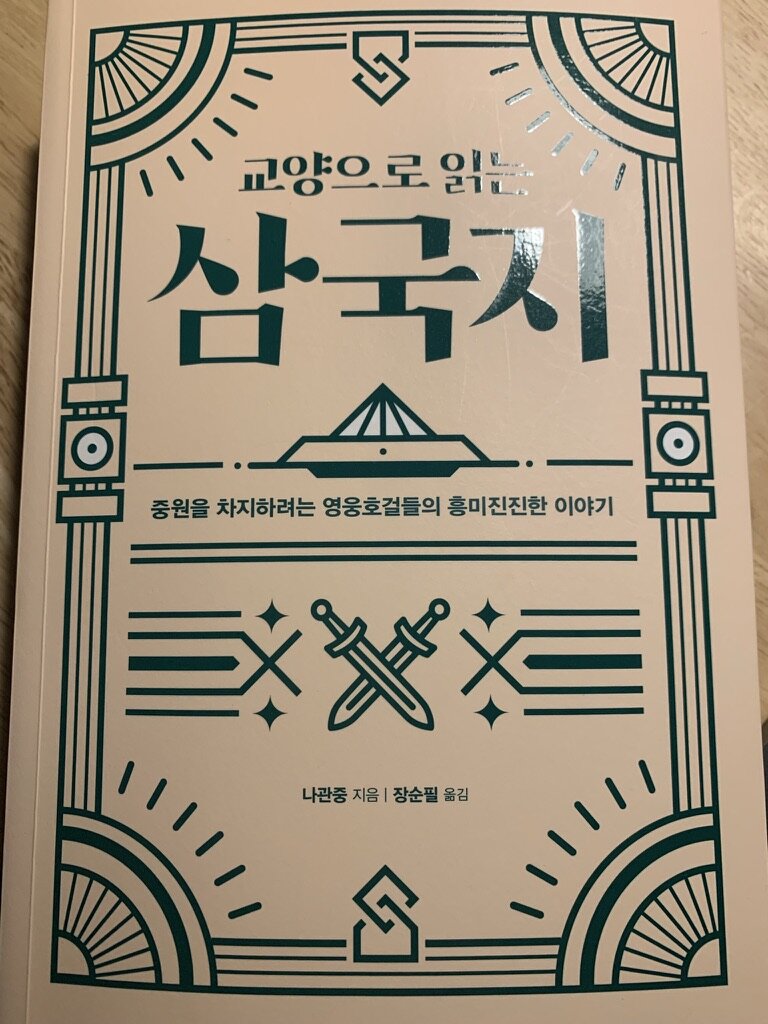 교양으로 읽는
삼국지
중원을 차지하려는 영웅호걸들의 흥미진진한 이야기
나관중 지음 | 장순필 옮김